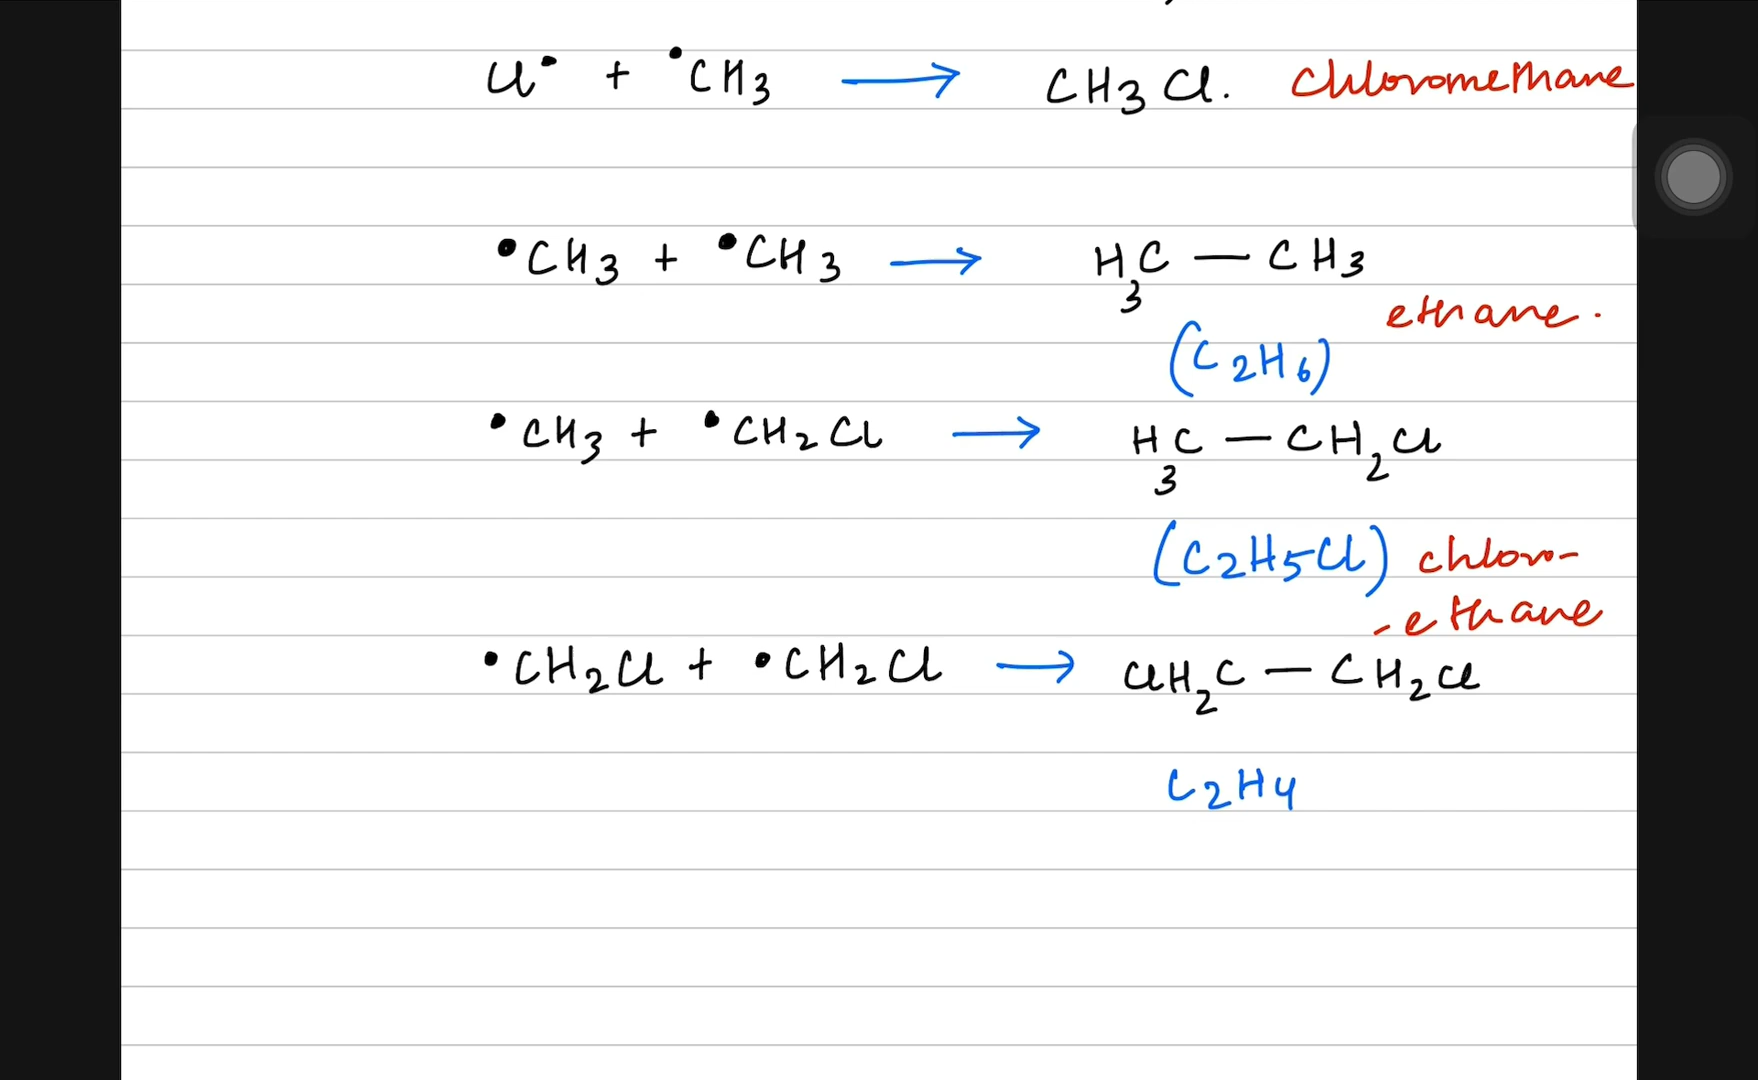 Cl• + •CH3 ⟶ CH3Cl. Chloromethane
•CH3 + •CH3 ⟶ H3C — CH3
ethane.
(C2H6)
•CH3 + •CH2Cl ⟶ H3C — CH2Cl
(C2H5Cl) chloro-
-ethane
•CH2Cl + •CH2Cl ⟶ ClH2C — CH2Cl
C2H4